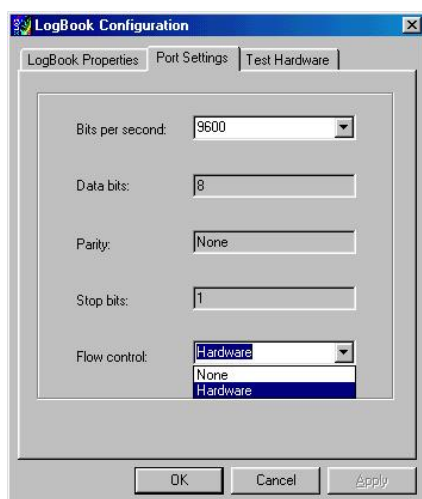 LogBook Configuration
LogBook Properties Port Settings Test Hardware
Bits per second: 9600
Data bits: 8
Parity: None
Stop bits: 1
Flow control: Hardware
None
Hardware
OK Cancel Apply